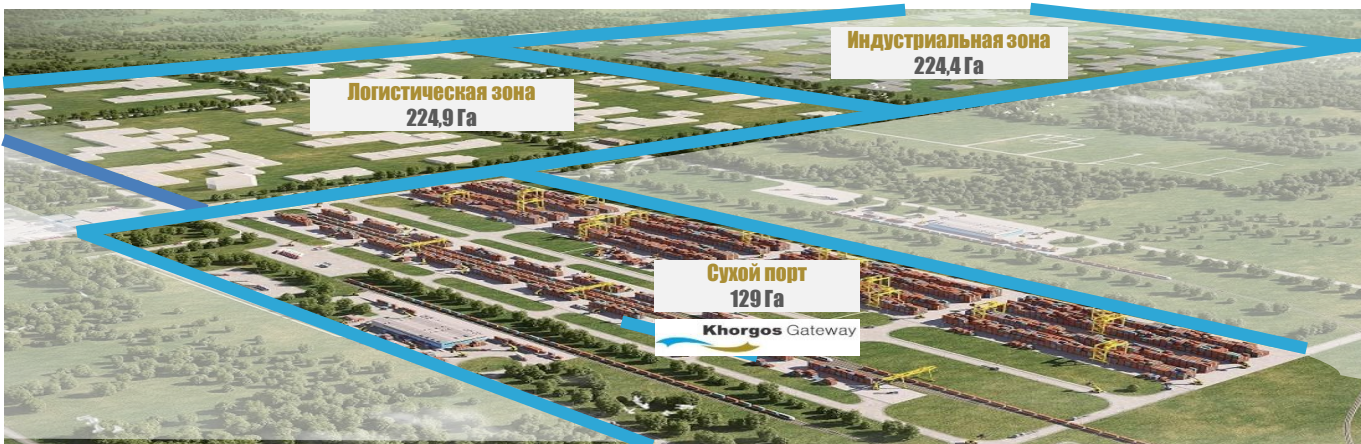 Индустриальная зона
224,4 Га
Логистическая зона
224,9 Га
Сухой порт
129 Га
Khorgos Gateway